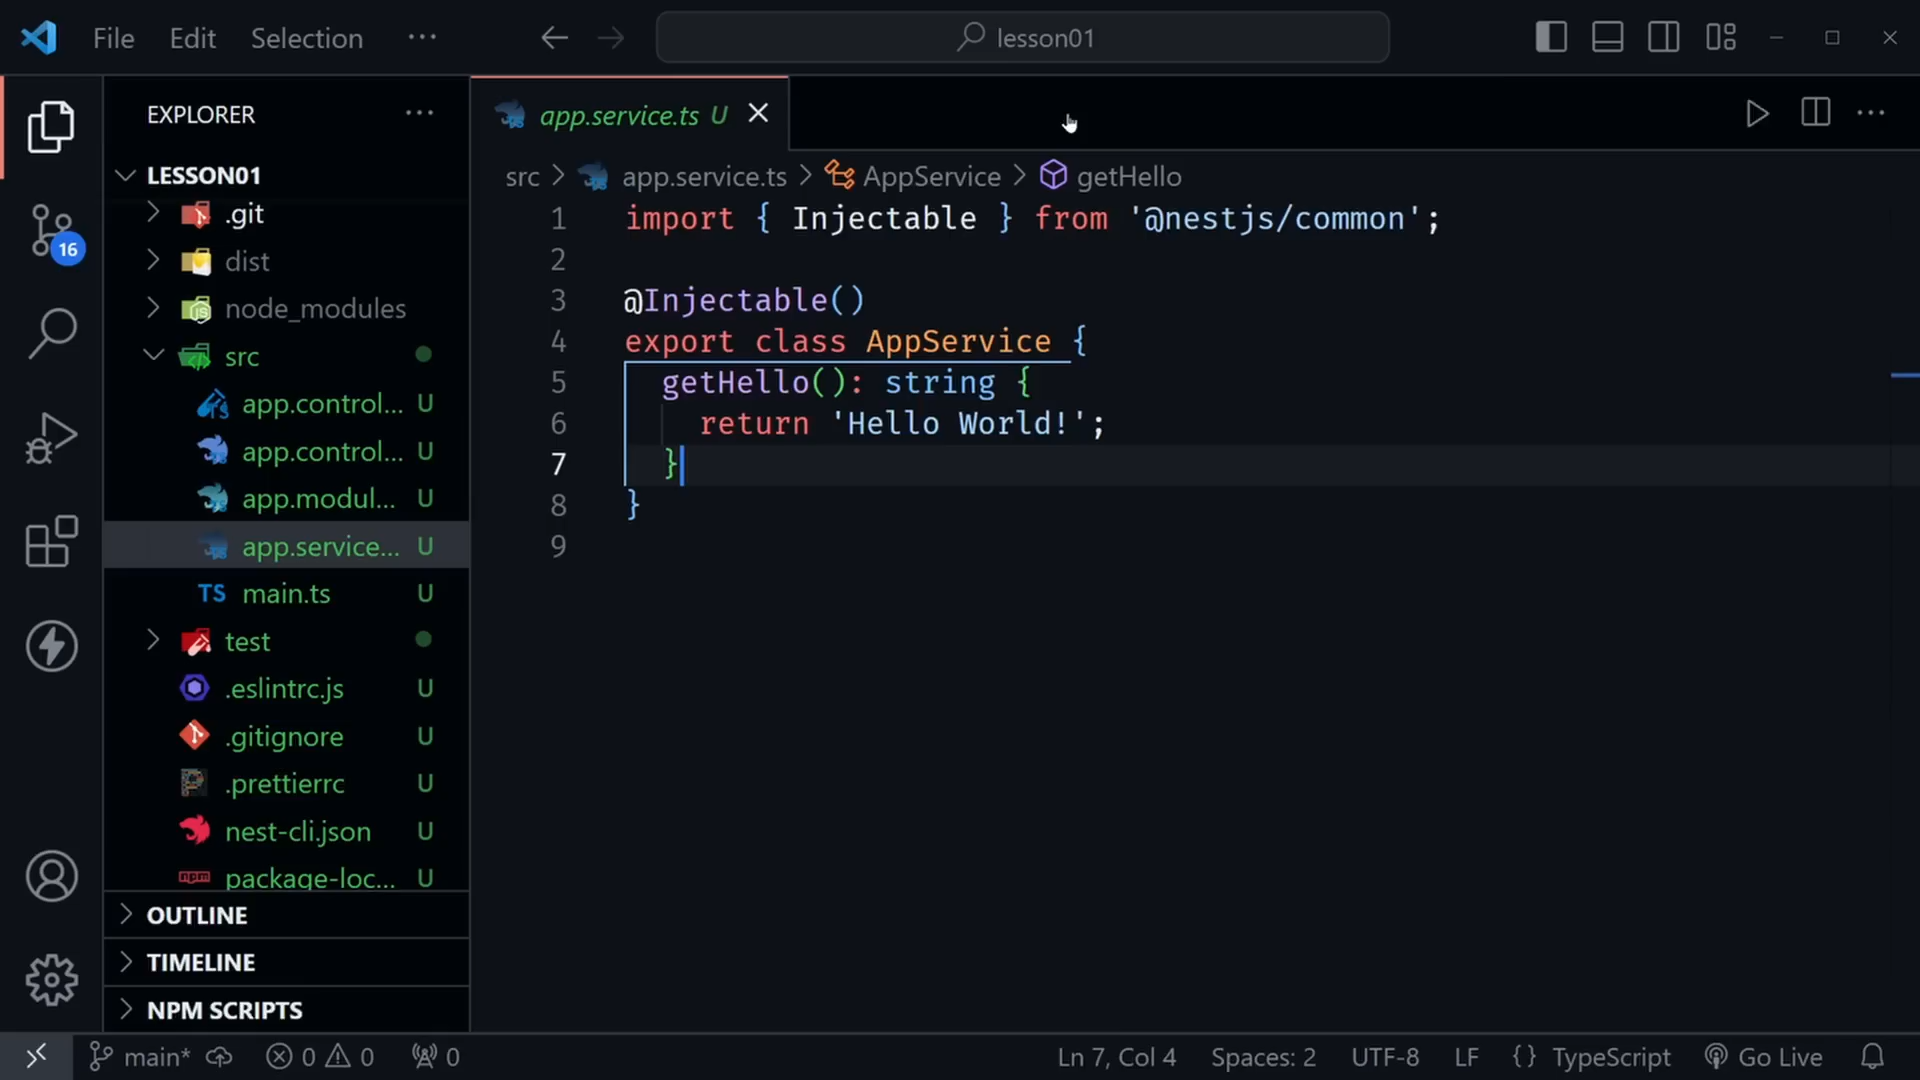 File Edit Selection ··· lesson01
EXPLORER ···
LESSON01
.git
dist
node_modules
src
app.control... U
app.control... U
app.modul... U
app.service... U
TS main.ts U
test
.eslintrc.js U
.gitignore U
.prettierrc U
nest-cli.json U
package-loc... U
OUTLINE
TIMELINE
NPM SCRIPTS
16
app.service.ts U
src > app.service.ts > AppService > getHello
1 import { Injectable } from '@nestjs/common';
2
3 @Injectable()
4 export class AppService {
5 getHello(): string {
6 return 'Hello World!';
7 }
8 }
9
main* 0 0 0 Ln 7, Col 4 Spaces: 2 UTF-8 LF {} TypeScript Go Live